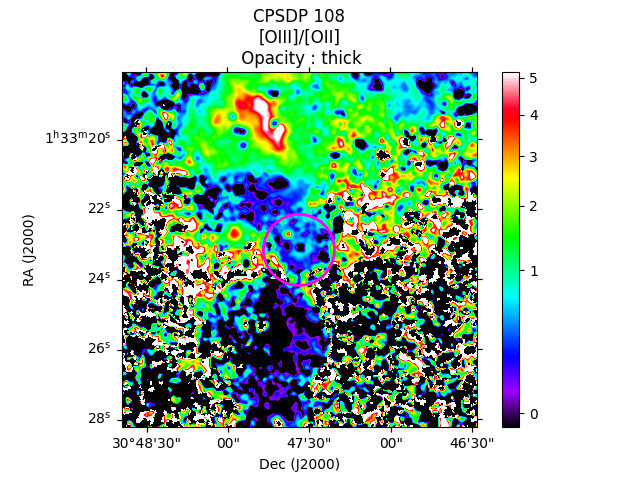 CPSDP 108
[OIII]/[OII]
Opacity : thick
1ʰ33ᵐ20ˢ
22ˢ
24ˢ
26ˢ
28ˢ
RA (J2000)
30°48'30"
00"
47'30"
00"
46'30"
Dec (J2000)
5
4
3
2
1
0